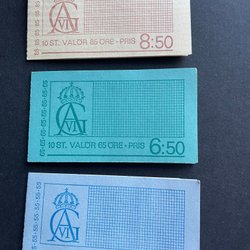 10 ST. VALÖR 85 ÖRE - PRIS 8:50
65-65-65-65-65-65
10 ST. VALÖR 65 ÖRE - PRIS 6:50
55-55-55-55-55